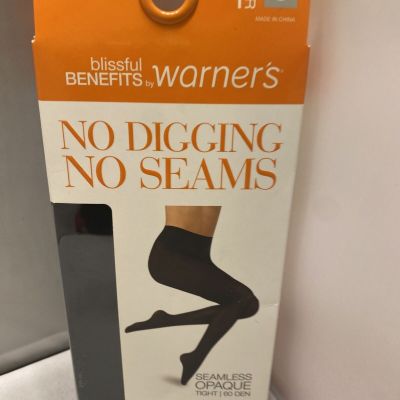 MADE IN CHINA
blissful
BENEFITS by warner's®
NO DIGGING
NO SEAMS
SEAMLESS
OPAQUE
TIGHT | 60 DEN